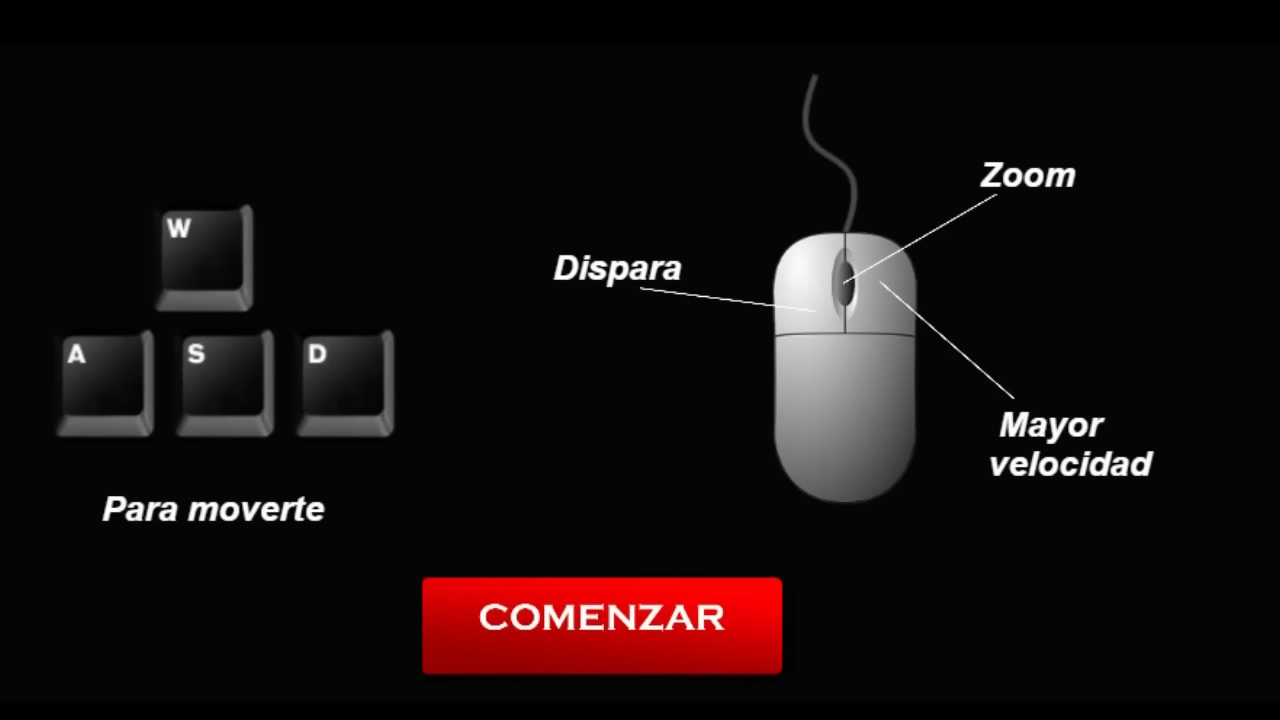 W
A S D
Para moverte
Dispara
Zoom
Mayor
velocidad
COMENZAR